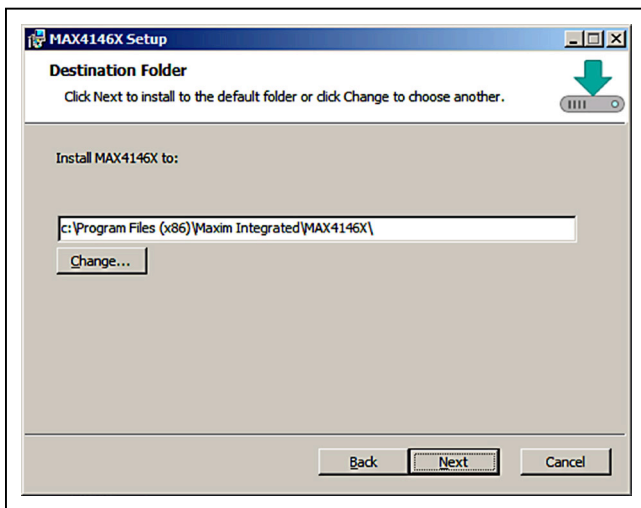 MAX4146X Setup
Destination Folder
Click Next to install to the default folder or click Change to choose another.
Install MAX4146X to:
c:\Program Files (x86)\Maxim Integrated\MAX4146X\
Change...
Back Next Cancel